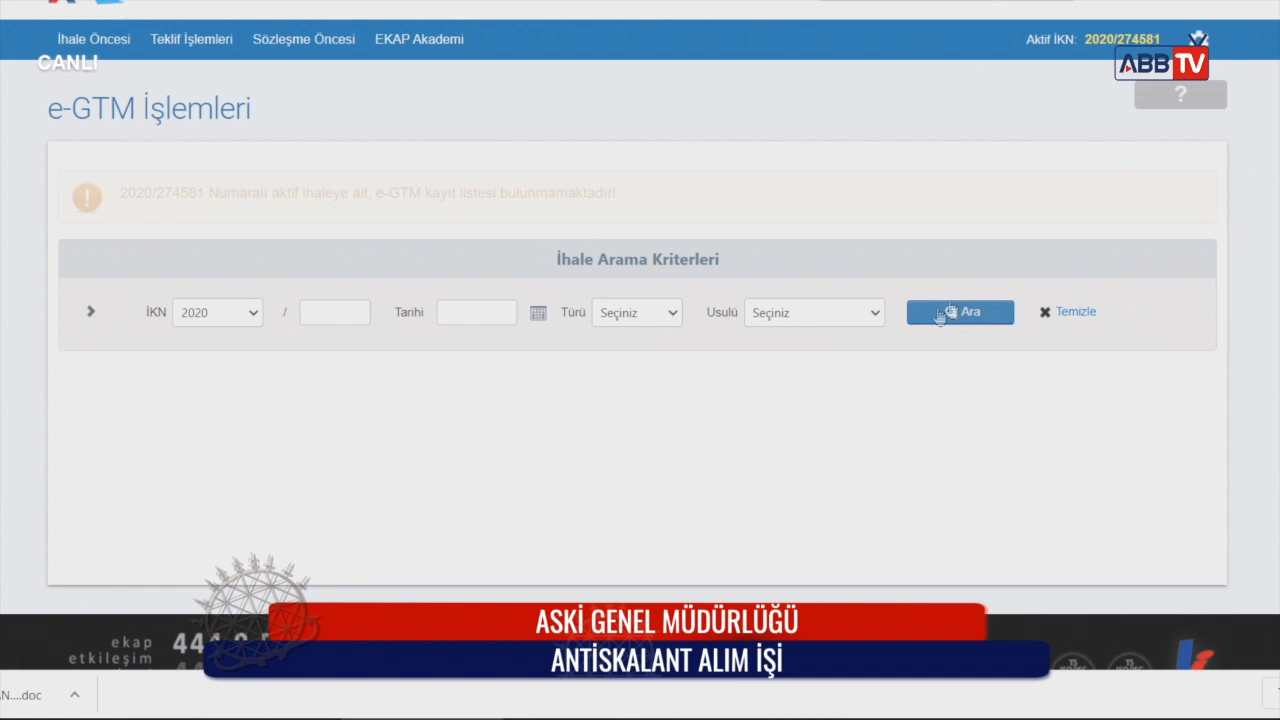 İhale Öncesi Teklif İşlemleri Sözleşme Öncesi EKAP Akademi Aktif İKN: 2020/274581
CANLI
ABB TV
e-GTM İşlemleri
?
2020/274581 Numaralı aktif ihaleye ait, e-GTM kayıt listesi bulunmamaktadır!
İhale Arama Kriterleri
İKN 2020 / Tarihi Türü Seçiniz Usulü Seçiniz Ara Temizle
ASKİ GENEL MÜDÜRLÜĞÜ
ekap
etkileşim
444
ANTİSKALANT ALIM İŞİ
N....doc